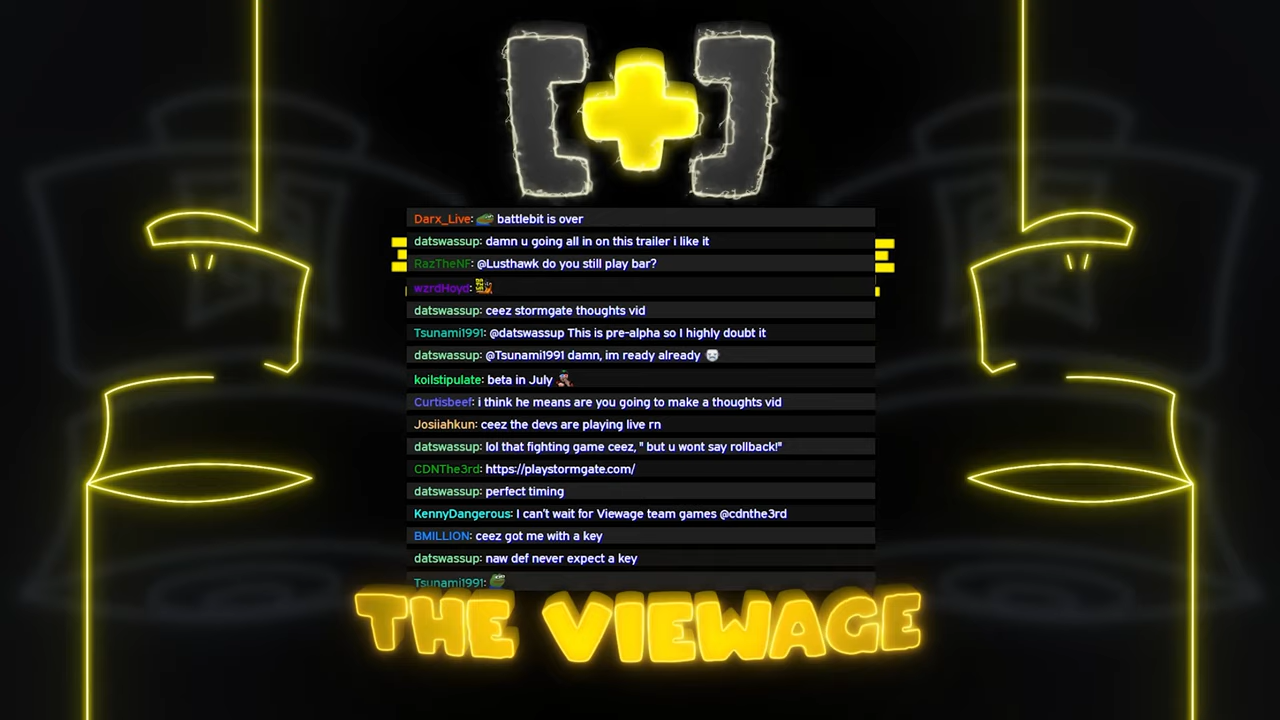 Darx_Live: battlebit is over
datswassup: damn u going all in on this trailer i like it
RazTheNF: @Lusthawk do you still play bar?
wzrdHoyd:
datswassup: ceez stormgate thoughts vid
Tsunami1991: @datswassup This is pre-alpha so I highly doubt it
datswassup: @Tsunami1991 damn, im ready already
koilstipulate: beta in July
Curtisbeef: i think he means are you going to make a thoughts vid
Josiiahkun: ceez the devs are playing live rn
datswassup: lol that fighting game ceez, " but u wont say rollback!"
CDNThe3rd: https://playstormgate.com/
datswassup: perfect timing
KennyDangerous: I can't wait for Viewage team games @cdnthe3rd
BMILLION: ceez got me with a key
datswassup: naw def never expect a key
Tsunami1991:
THE VIEWAGE